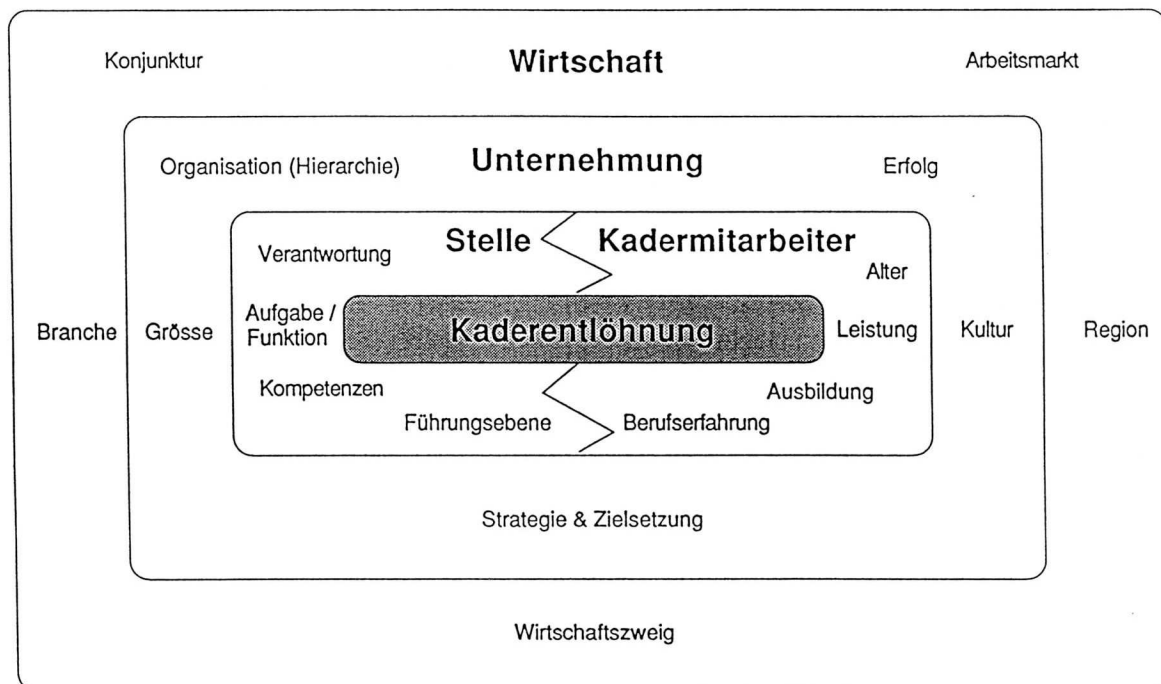 Konjunktur Wirtschaft Arbeitsmarkt
Organisation (Hierarchie) Unternehmung Erfolg
Stelle Kadermitarbeiter
Verantwortung
Alter
Branche Grösse Aufgabe /
Funktion Kaderentlöhnung Leistung Kultur Region
Kompetenzen Ausbildung
Führungsebene Berufserfahrung
Strategie & Zielsetzung
Wirtschaftszweig